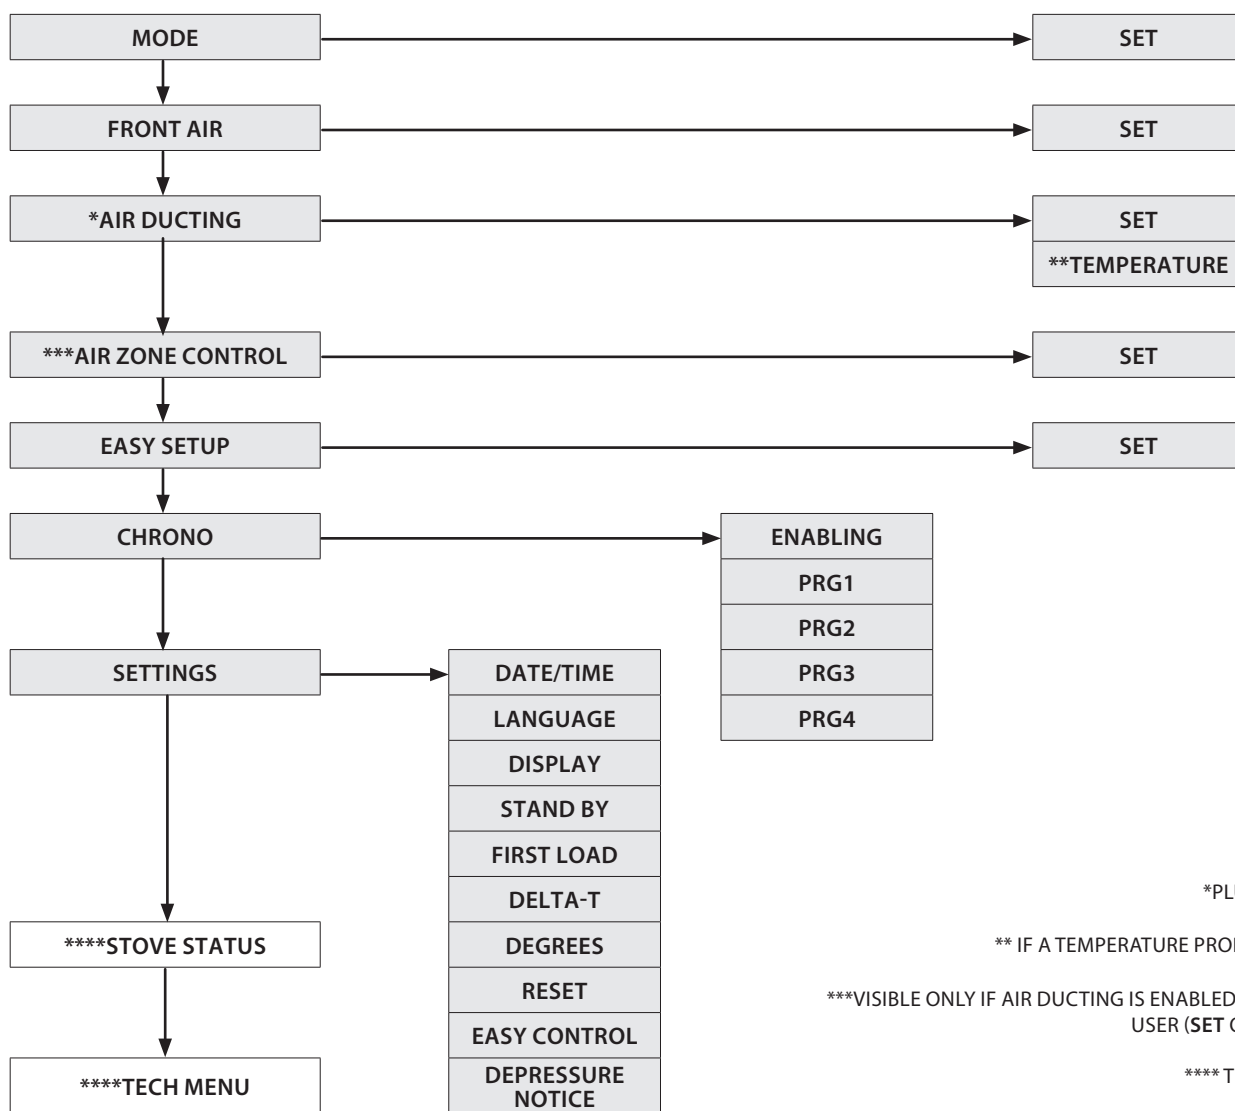 MODE
SET
FRONT AIR
SET
*AIR DUCTING
SET
**TEMPERATURE
***AIR ZONE CONTROL
SET
EASY SETUP
SET
CHRONO
ENABLING
PRG1
PRG2
PRG3
PRG4
SETTINGS
DATE/TIME
LANGUAGE
DISPLAY
STAND BY
FIRST LOAD
DELTA-T
DEGREES
RESET
EASY CONTROL
DEPRESSURE
NOTICE
****STOVE STATUS
****TECH MENU
** IF A TEMPERATURE
***VISIBLE ONLY IF AIR DUCTING IS ENABLED
USER (SET
****